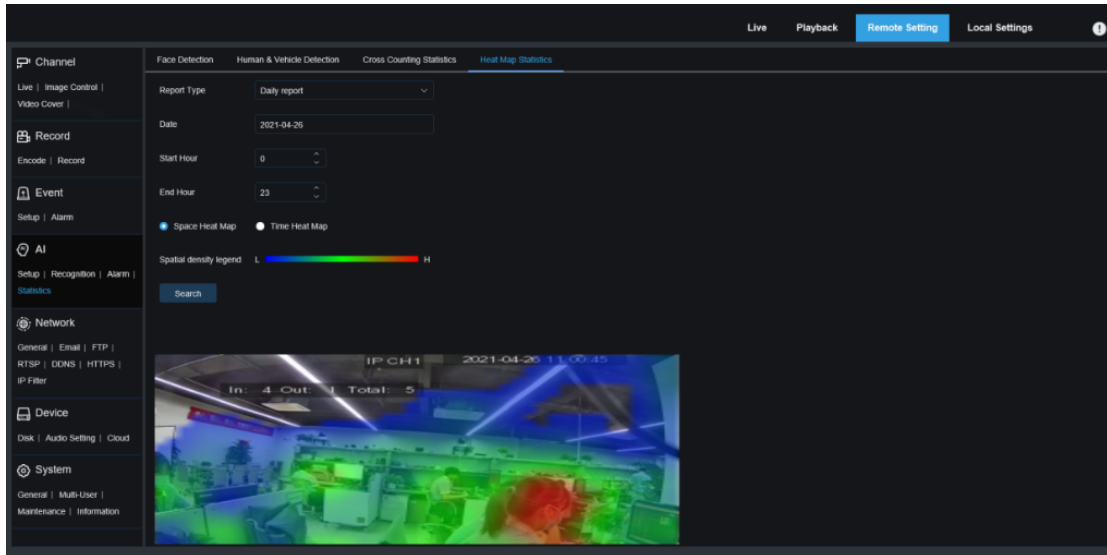 Live Playback Remote Setting Local Settings
Channel
Live | Image Control |
Video Cover |
Record
Encode | Record
Event
Setup | Alarm
AI
Setup | Recognition | Alarm |
Statistics
Network
General | Email | FTP |
RTSP | DDNS | HTTPS |
IP Filter
Device
Disk | Audio Setting | Cloud
System
General | Multi-User |
Maintenance | Information
Face Detection Human & Vehicle Detection Cross Counting Statistics Heat Map Statistics
Report Type Daily report
Date 2021-04-26
Start Hour 0
End Hour 23
Space Heat Map Time Heat Map
Spatial density legend L H
Search
IP CH1 2021-04-26 11:00:45
In: 4 Out: 1 Total: 5